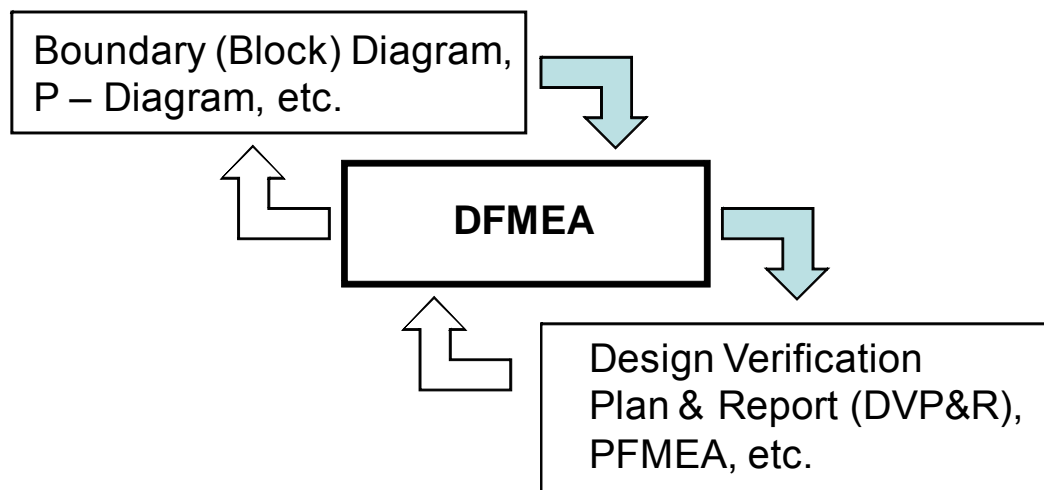 Boundary (Block) Diagram,
P – Diagram, etc.
DFMEA
Design Verification
Plan & Report (DVP&R),
PFMEA, etc.